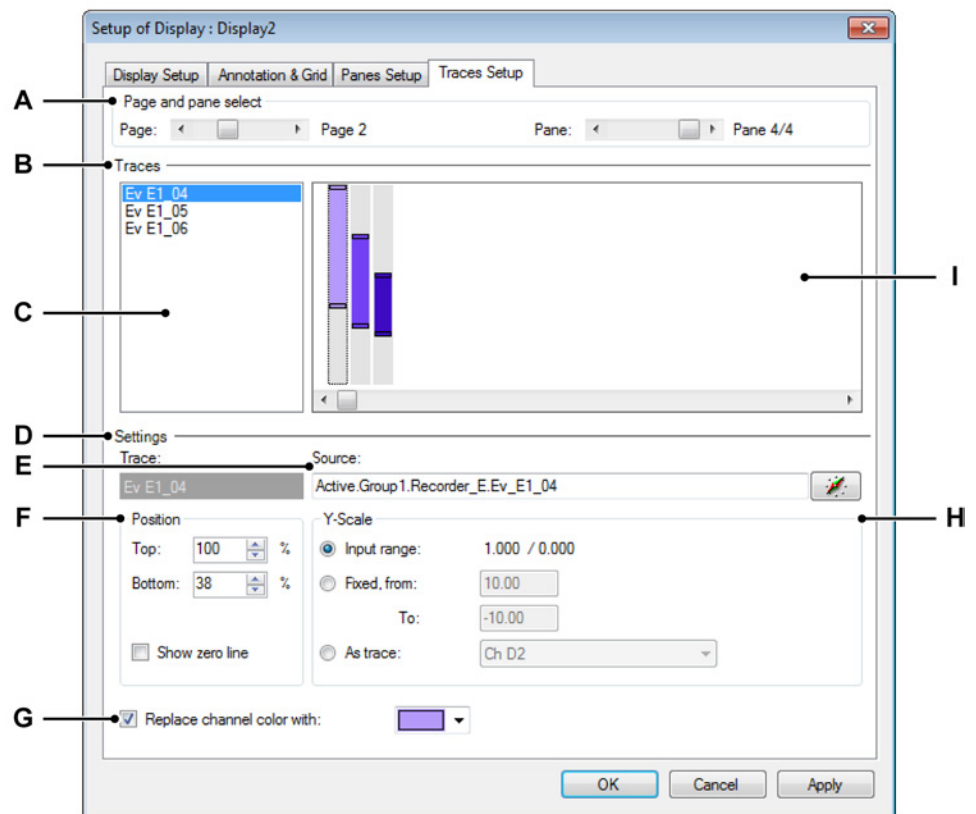 Setup of Display : Display2
Display Setup Annotation & Grid Panes Setup Traces Setup
A Page and pane select
Page: Page 2 Pane: Pane 4/4
B Traces
Ev E1_04
Ev E1_05
Ev E1_06
C I
D Settings
Trace: Source:
E
Ev E1_04 Active.Group1.Recorder_E.Ev_E1_04
F Position Y-Scale H
Top: 100 % Input range: 1.000 / 0.000
Bottom: 38 % Fixed, from: 10.00
To: -10.00
Show zero line As trace: Ch D2
G Replace channel color with:
OK Cancel Apply